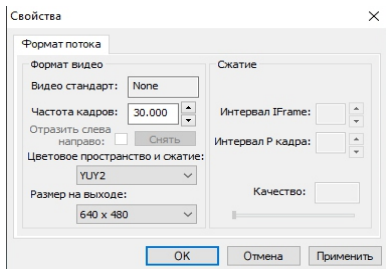 Свойства
Формат потока
Формат видео
Видео стандарт: None
Частота кадров: 30.000
Отразить слева
направо: Снять
Цветовое пространство и сжатие:
YUY2
Размер на выходе:
640 x 480
Сжатие
Интервал IFrame:
Интервал P кадра:
Качество:
OK Отмена Применить